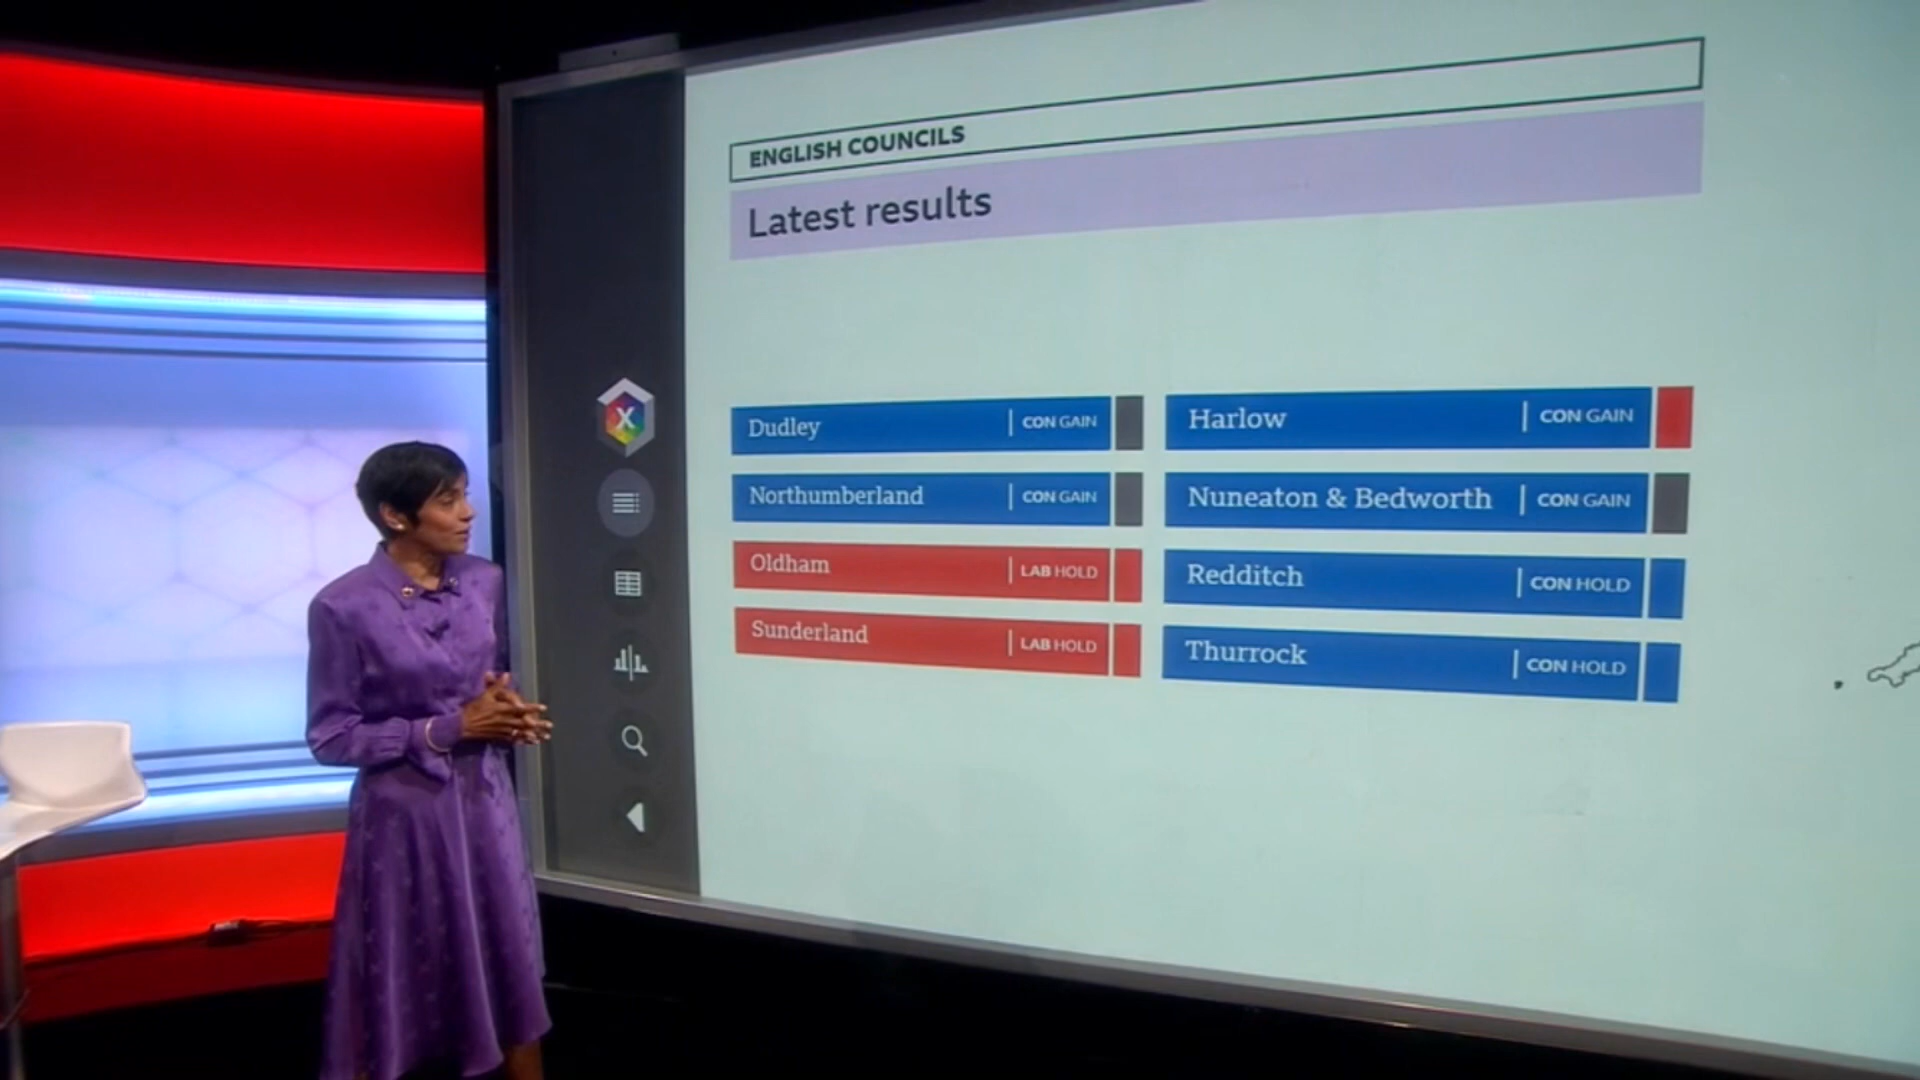 ENGLISH COUNCILS
Latest results
Dudley CON GAIN
Northumberland CON GAIN
Oldham LAB HOLD
Sunderland LAB HOLD
Harlow CON GAIN
Nuneaton & Bedworth CON GAIN
Redditch CON HOLD
Thurrock CON HOLD
X